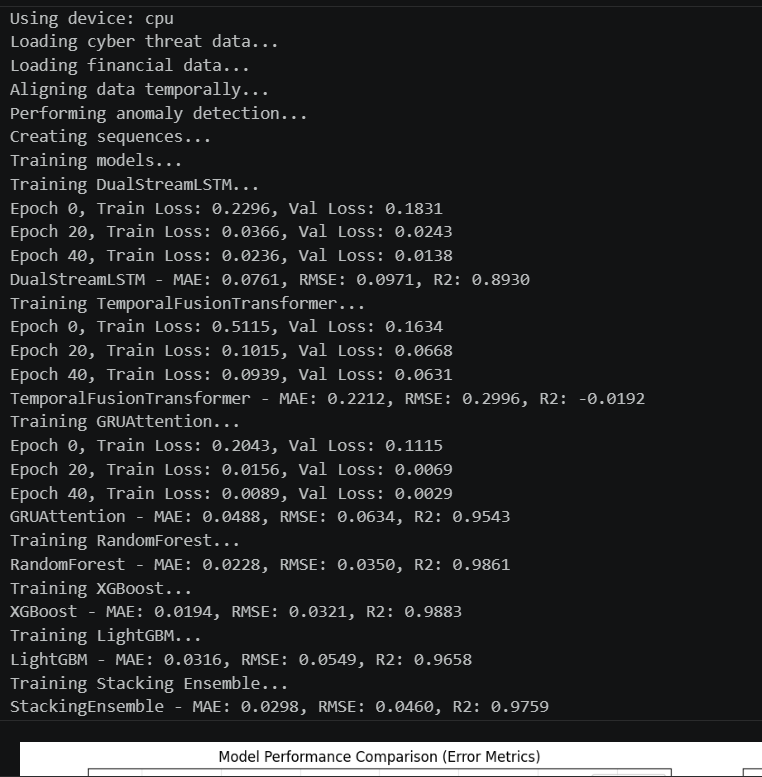 Using device: cpu
Loading cyber threat data...
Loading financial data...
Aligning data temporally...
Performing anomaly detection...
Creating sequences...
Training models...
Training DualStreamLSTM...
Epoch 0, Train Loss: 0.2296, Val Loss: 0.1831
Epoch 20, Train Loss: 0.0366, Val Loss: 0.0243
Epoch 40, Train Loss: 0.0236, Val Loss: 0.0138
DualStreamLSTM - MAE: 0.0761, RMSE: 0.0971, R2: 0.8930
Training TemporalFusionTransformer...
Epoch 0, Train Loss: 0.5115, Val Loss: 0.1634
Epoch 20, Train Loss: 0.1015, Val Loss: 0.0668
Epoch 40, Train Loss: 0.0939, Val Loss: 0.0631
TemporalFusionTransformer - MAE: 0.2212, RMSE: 0.2996, R2: -0.0192
Training GRUAttention...
Epoch 0, Train Loss: 0.2043, Val Loss: 0.1115
Epoch 20, Train Loss: 0.0156, Val Loss: 0.0069
Epoch 40, Train Loss: 0.0089, Val Loss: 0.0029
GRUAttention - MAE: 0.0488, RMSE: 0.0634, R2: 0.9543
Training RandomForest...
RandomForest - MAE: 0.0228, RMSE: 0.0350, R2: 0.9861
Training XGBoost...
XGBoost - MAE: 0.0194, RMSE: 0.0321, R2: 0.9883
Training LightGBM...
LightGBM - MAE: 0.0316, RMSE: 0.0549, R2: 0.9658
Training Stacking Ensemble...
StackingEnsemble - MAE: 0.0298, RMSE: 0.0460, R2: 0.9759
Model Performance Comparison (Error Metrics)